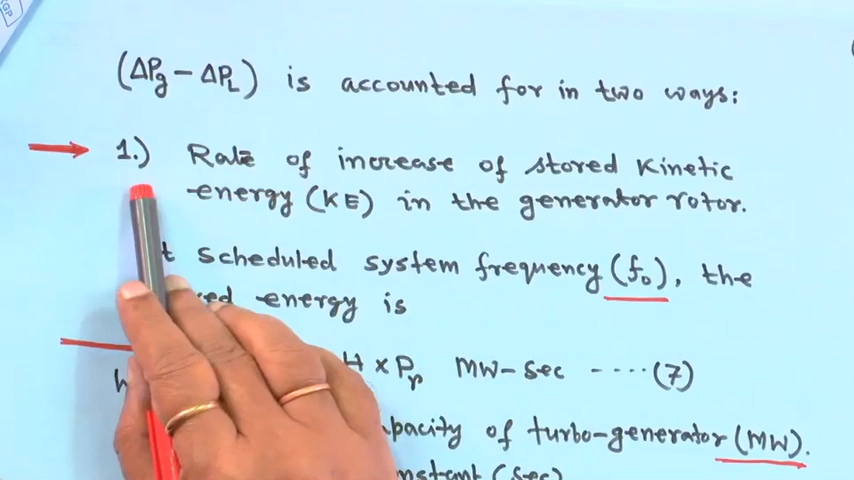 (ΔPg - ΔPL) is accounted for in two ways:
1.) Rate of increase of stored Kinetic
energy (KE) in the generator rotor.
scheduled system frequency (f0), the
energy is
H × Pr MW-sec ....(7)
of turbo-generator (MW).
(sec)